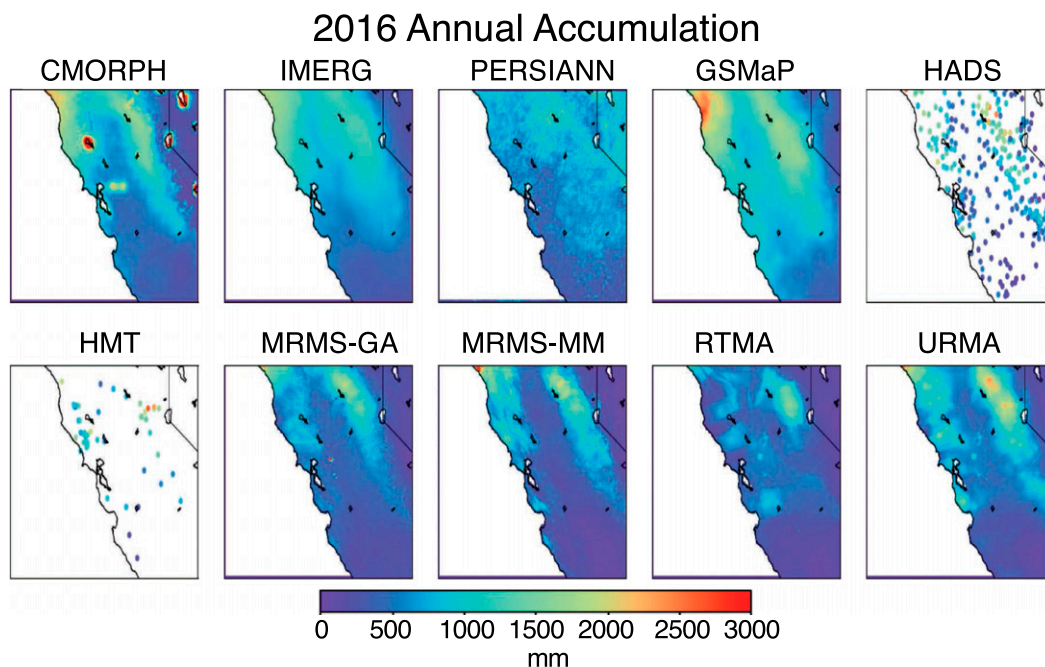 2016 Annual Accumulation
CMORPH IMERG PERSIANN GSMaP HADS
HMT MRMS-GA MRMS-MM RTMA URMA
0 500 1000 1500 2000 2500 3000
mm